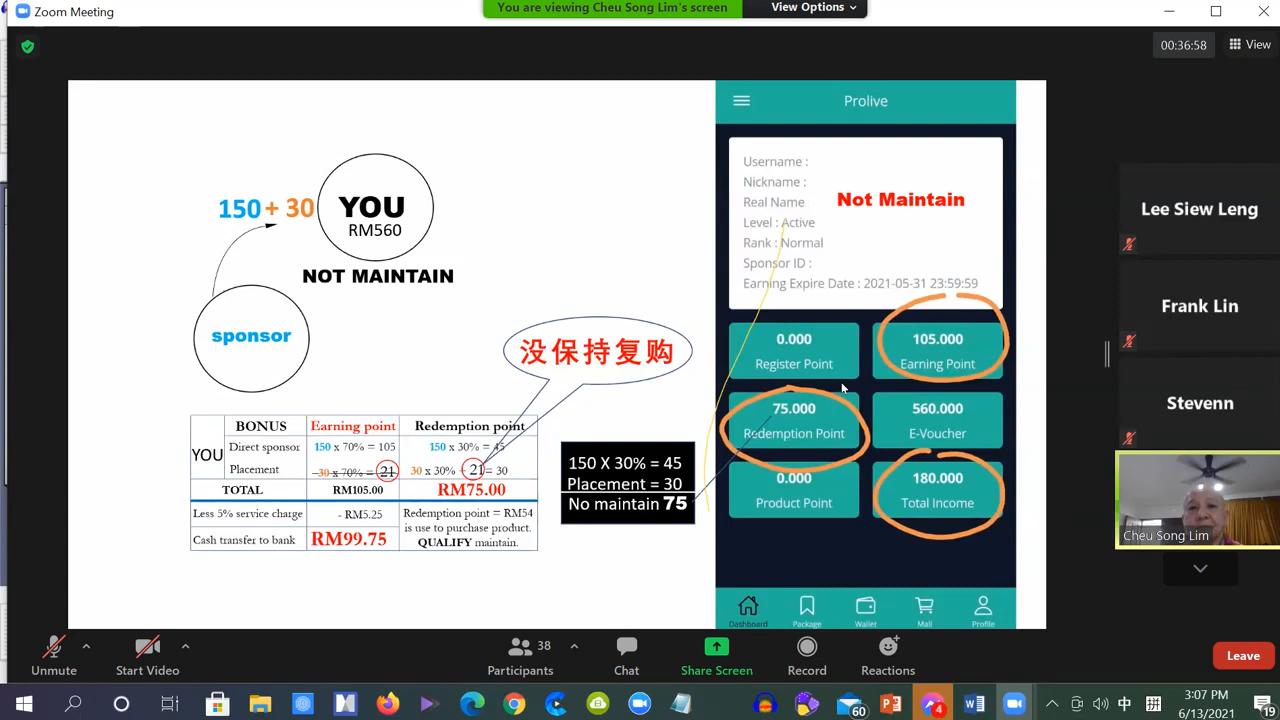 Zoom Meeting
You are viewing Cheu Song Lim's screen
View Options
00:36:58
View
150 + 30
YOU
RM560
NOT MAINTAIN
sponsor
没保持复购
BONUS Earning point Redemption point
YOU
Direct sponsor 150 x 70% = 105 150 x 30% = 45
Placement 30 x 70% = 21 30 x 30% + 21 = 30
TOTAL RM105.00 RM75.00
Less 5% service charge - RM5.25 Redemption point = RM54
is use to purchase product.
Cash transfer to bank RM99.75 QUALIFY maintain.
150 X 30% = 45
Placement = 30
No maintain 75
Prolive
Username :
Nickname :
Real Name
Not Maintain
Level : Active
Rank : Normal
Sponsor ID :
Earning Expire Date : 2021-05-31 23:59:59
0.000
Register Point
105.000
Earning Point
75.000
Redemption Point
560.000
E-Voucher
0.000
Product Point
180.000
Total Income
Dashboard Package Wallet Mall Profile
Lee Siew Leng
Frank Lin
Stevenn
Cheu Song Lim
Unmute
Start Video
38
Participants
Chat
Share Screen
Record
Reactions
Leave
60
4
中
拼
3:07 PM
6/13/2021
19